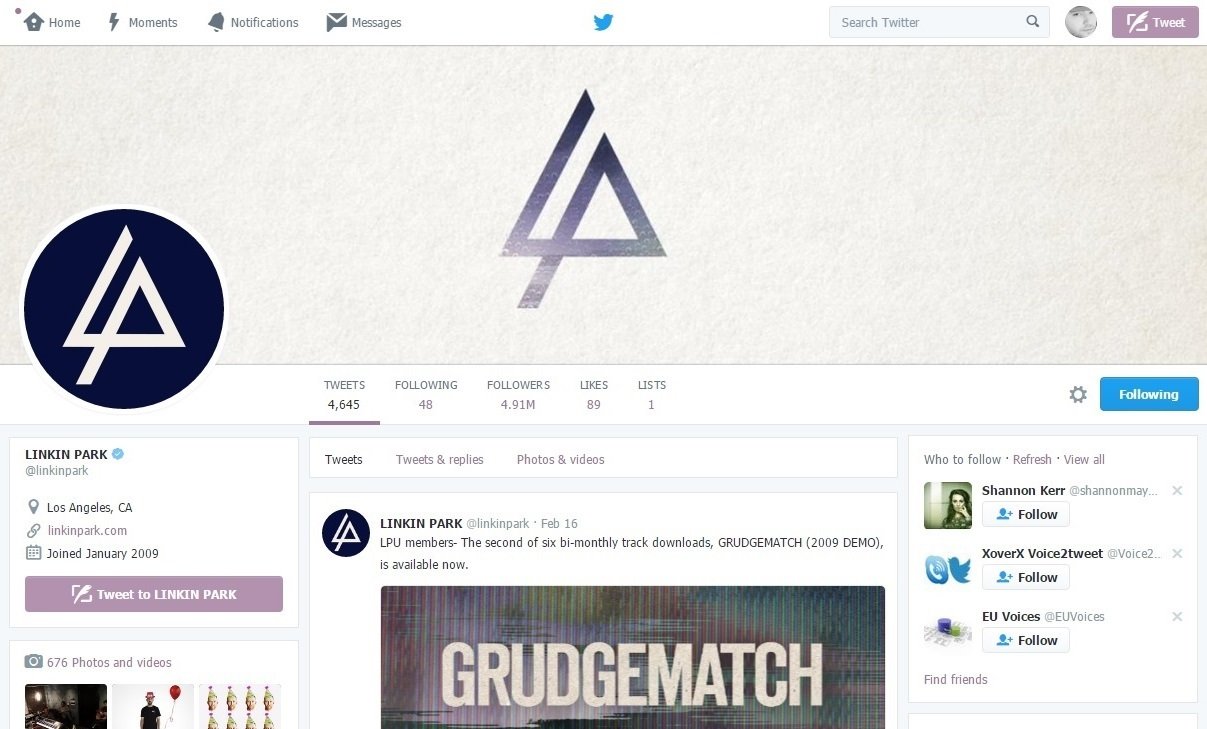 Home
Moments
Notifications
Messages
Search Twitter
Tweet
TWEETS
4,645
FOLLOWING
48
FOLLOWERS
4.91M
LIKES
89
LISTS
1
Following
LINKIN PARK
@linkinpark
Los Angeles, CA
linkinpark.com
Joined January 2009
Tweet to LINKIN PARK
676 Photos and videos
Tweets
Tweets & replies
Photos & videos
LINKIN PARK @linkinpark · Feb 16
LPU members- The second of six bi-monthly track downloads, GRUDGEMATCH (2009 DEMO),
is available now.
GRUDGEMATCH
Who to follow · Refresh · View all
Shannon Kerr @shannonmay...
Follow
XoverX Voice2tweet @Voice2...
Follow
EU Voices @EUVoices
Follow
Find friends